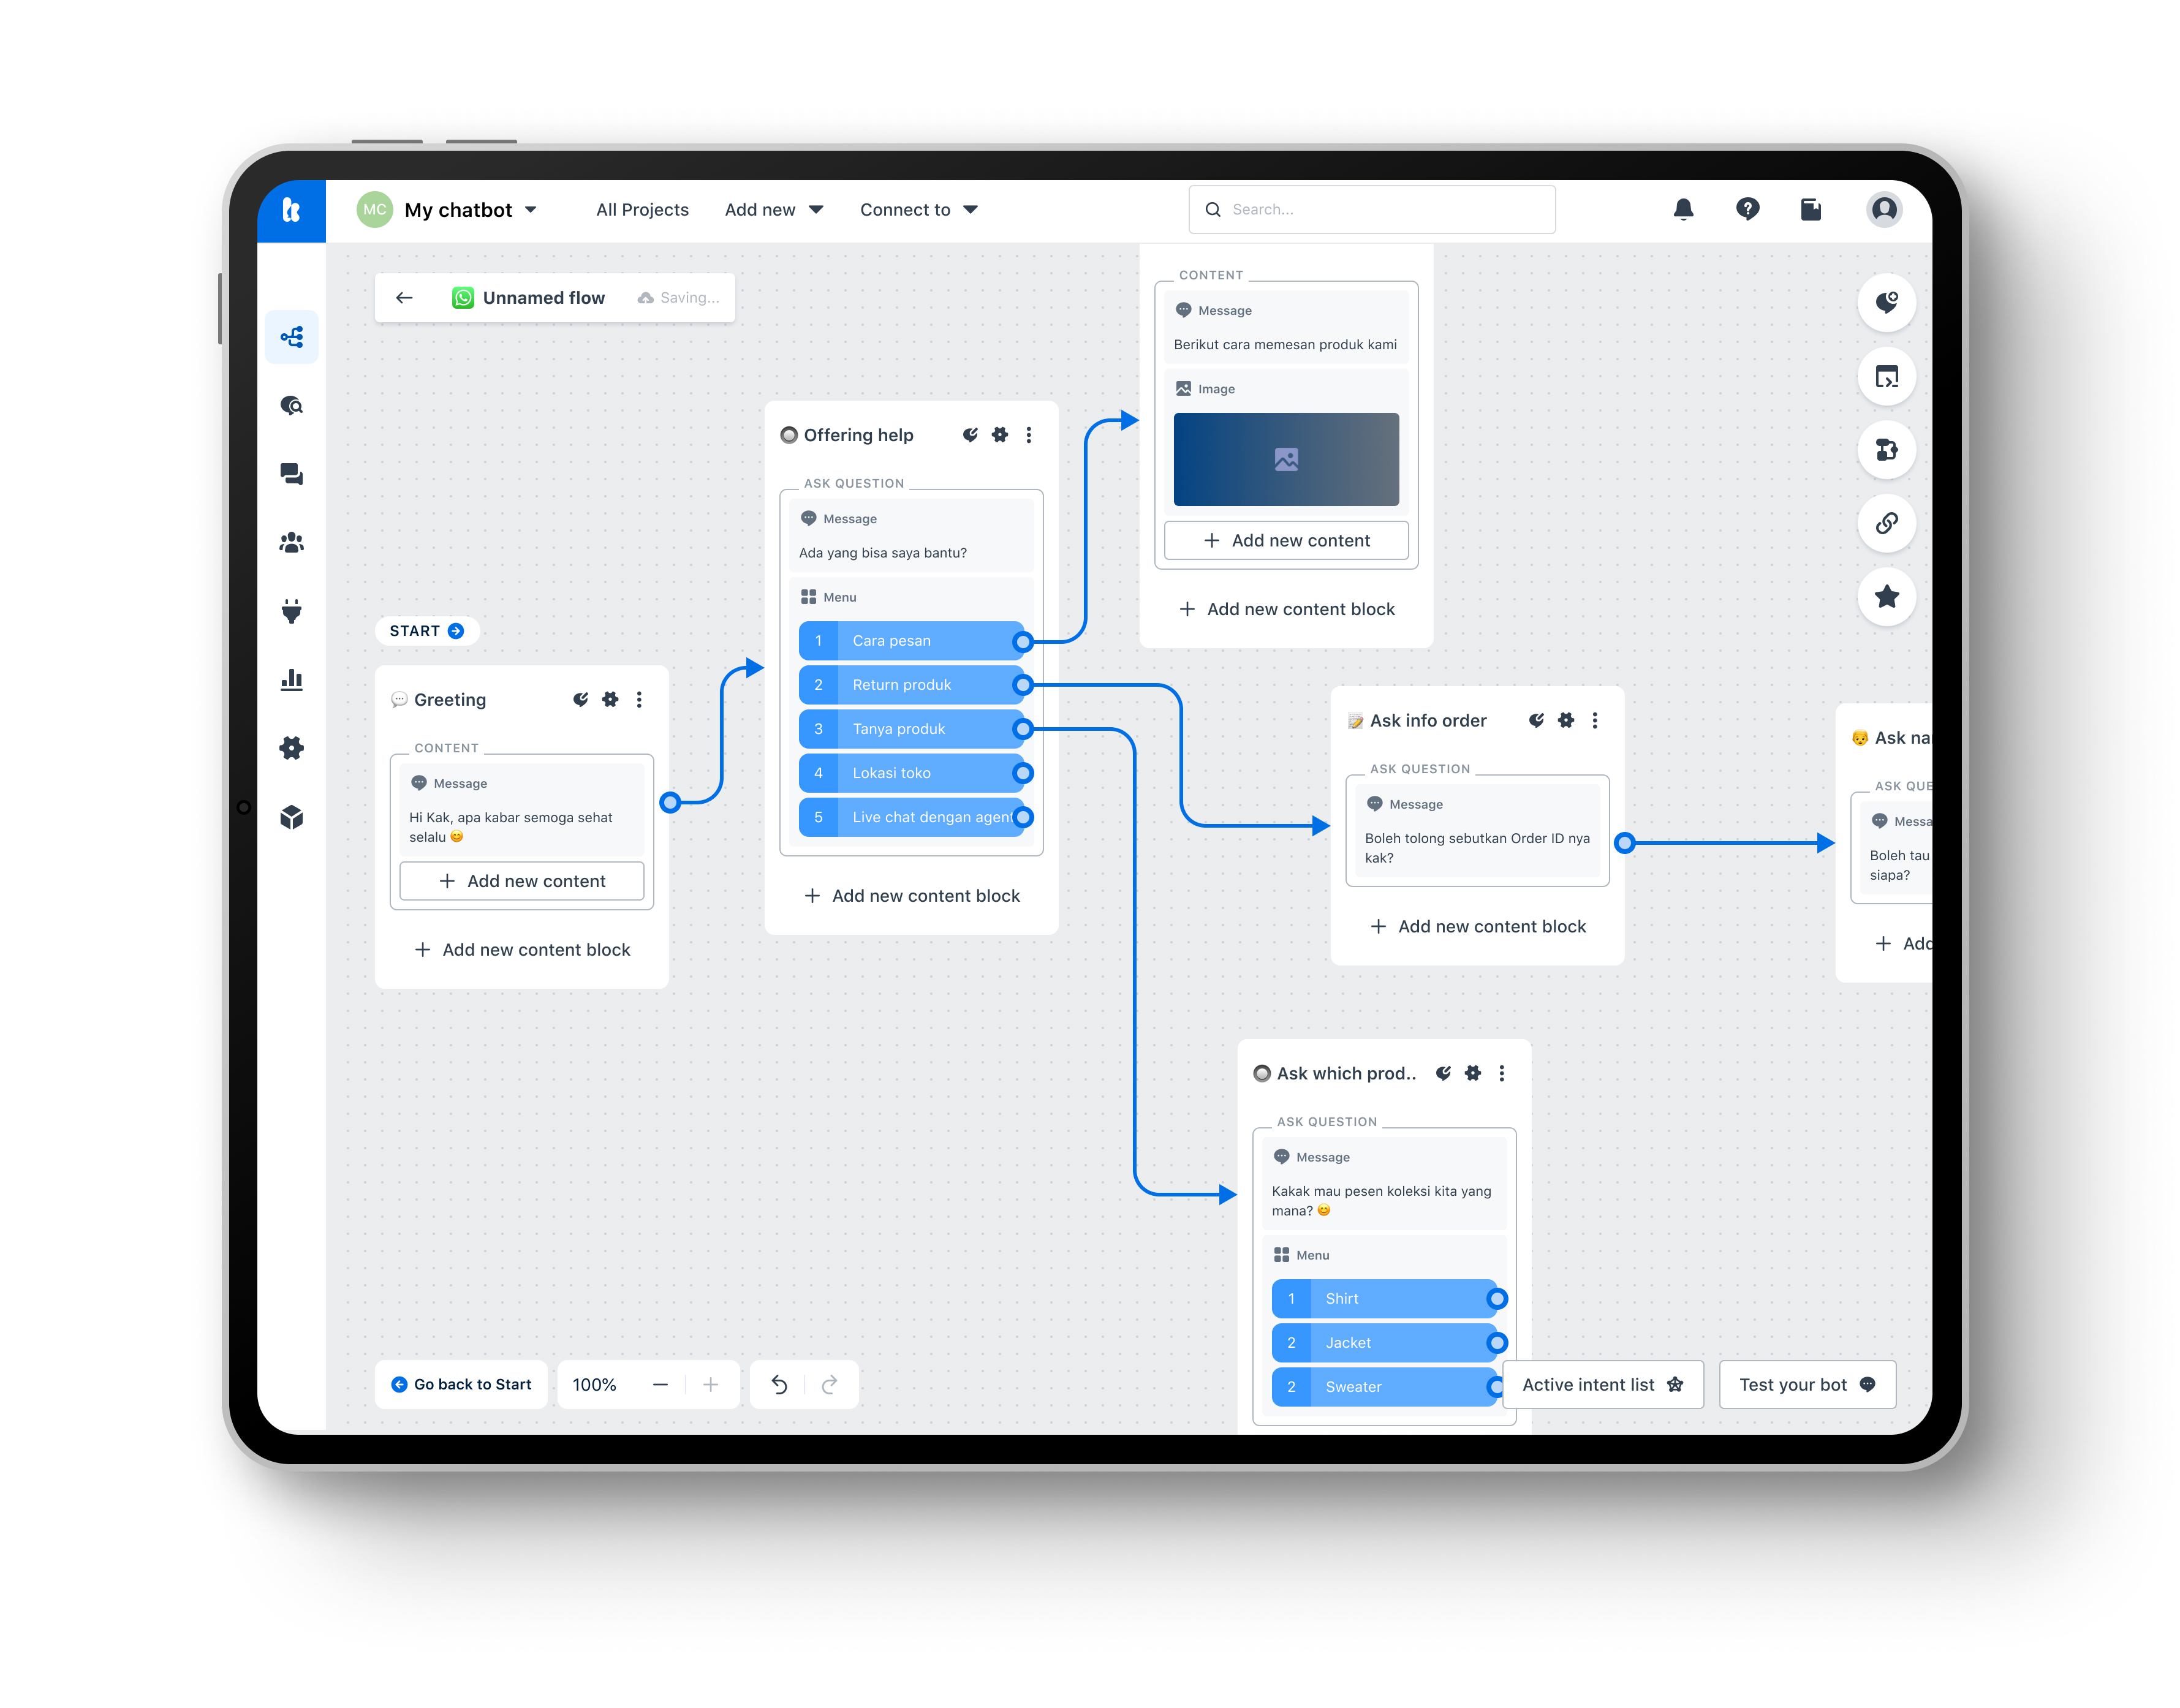 MC My chatbot
All Projects
Add new
Connect to
Search...
Unnamed flow
Saving...
START
Greeting
CONTENT
Message
Hi Kak, apa kabar semoga sehat
selalu 😊
Add new content
Add new content block
Offering help
ASK QUESTION
Message
Ada yang bisa saya bantu?
Menu
1 Cara pesan
2 Return produk
3 Tanya produk
4 Lokasi toko
5 Live chat dengan agent
Add new content block
CONTENT
Message
Berikut cara memesan produk kami
Image
Add new content
Add new content block
Ask info order
ASK QUESTION
Message
Boleh tolong sebutkan Order ID nya
kak?
Add new content block
Ask na
ASK QUE
Messa
Boleh tau
siapa?
Add
Ask which prod..
ASK QUESTION
Message
Kakak mau pesen koleksi kita yang
mana? 😊
Menu
1 Shirt
2 Jacket
2 Sweater
Go back to Start
100%
Active intent list
Test your bot